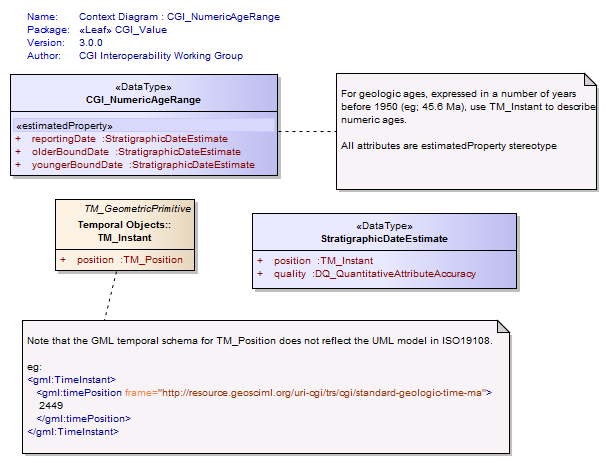 Name: Context Diagram : CGI_NumericAgeRange
Package: «Leaf» CGI_Value
Version: 3.0.0
Author: CGI Interoperability Working Group
«DataType»
CGI_NumericAgeRange
«estimatedProperty»
+ reportingDate :StratigraphicDateEstimate
+ olderBoundDate :StratigraphicDateEstimate
+ youngerBoundDate :StratigraphicDateEstimate
For geologic ages, expressed in a number of years
before 1950 (eg; 45.6 Ma), use TM_Instant to describe
numeric ages.
All attributes are estimatedProperty stereotype
TM_GeometricPrimitive
Temporal Objects::
TM_Instant
+ position :TM_Position
«DataType»
StratigraphicDateEstimate
+ position :TM_Instant
+ quality :DQ_QuantitativeAttributeAccuracy
Note that the GML temporal schema for TM_Position does not reflect the UML model in ISO19108.
eg:
<gml:TimeInstant>
<gml:timePosition frame="http://resource.geosciml.org/uri-cgi/trs/cgi/standard-geologic-time-ma">
2449
</gml:timePosition>
</gml:TimeInstant>